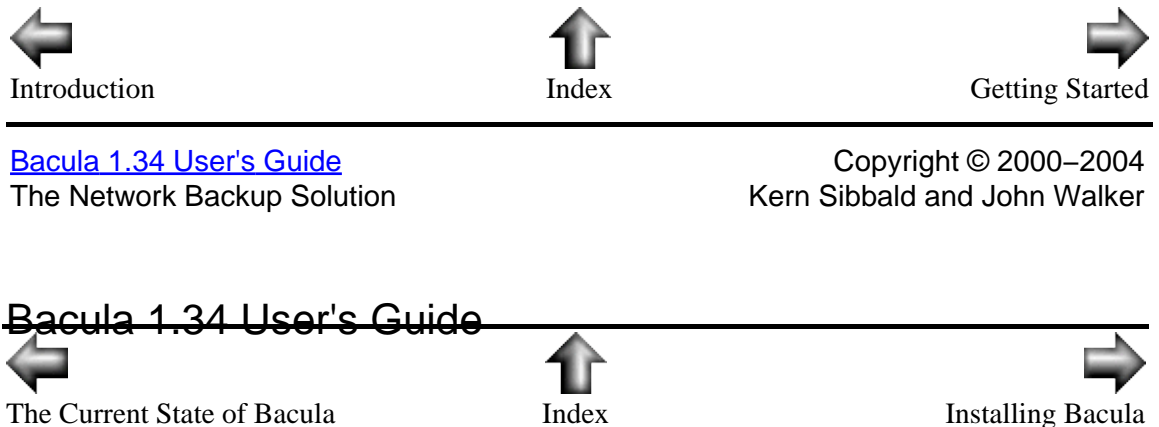 Introduction Index Getting Started
Bacula 1.34 User's Guide Copyright © 2000−2004
The Network Backup Solution Kern Sibbald and John Walker
Bacula 1.34 User's Guide
The Current State of Bacula Index Installing Bacula